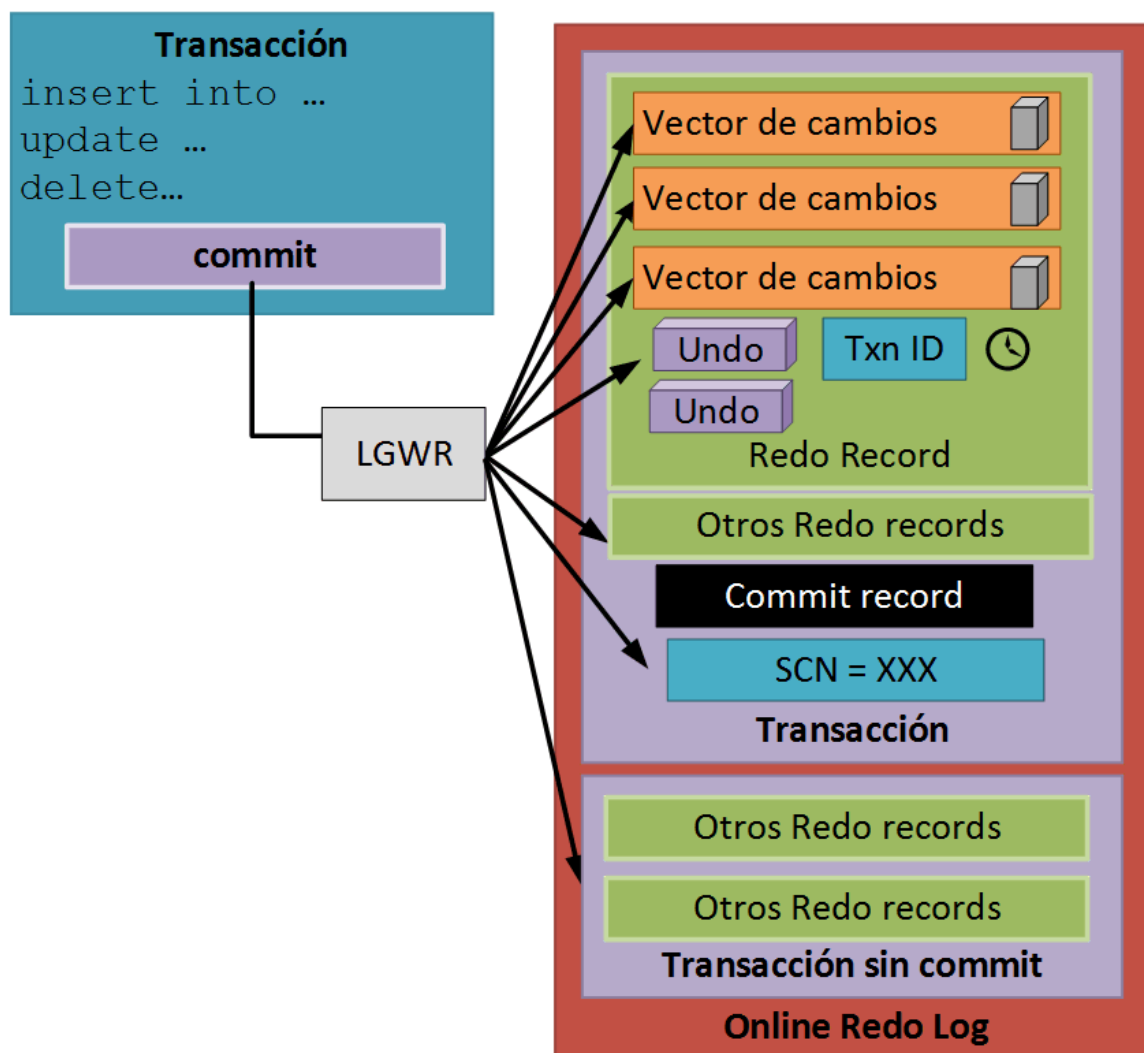 Transacción
insert into …
update …
delete…
commit
LGWR
Vector de cambios
Vector de cambios
Vector de cambios
Undo
Txn ID
Undo
Redo Record
Otros Redo records
Commit record
SCN = XXX
Transacción
Otros Redo records
Otros Redo records
Transacción sin commit
Online Redo Log